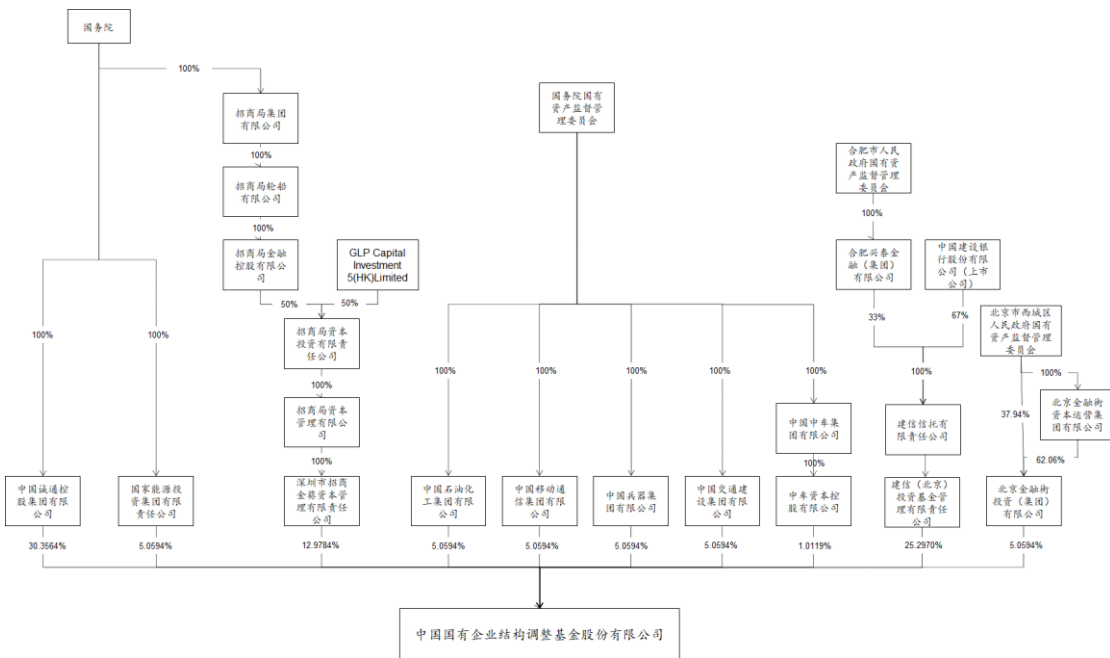 国务院
100%
招商局集团
有限公司
100%
招商局轮船
有限公司
100%
招商局金融
控股有限公
司
GLP Capital
Investment
5(HK)Limited
50%
50%
招商局资本
投资有限责
任公司
100%
招商局资本
管理有限公
司
100%
深圳市招商
金葵资本管
理有限责任
公司
100%
100%
中国诚通控
股集团有限
公司
国家能源投
资集团有限
责任公司
国务院国有
资产监督管
理委员会
100%
100%
100%
100%
100%
中国中车集
团有限公司
100%
中国石油化
工集团有限
公司
中国移动通
信集团有限
公司
中国兵器集
团有限公司
中国交通建
设集团有限
公司
中车资本控
股有限公司
合肥市人民
政府国有资
产监督管理
委员会
100%
合肥兴泰金
融（集团）
有限公司
中国建设银
行股份有限
公司（上市
公司）
33%
67%
100%
建信信托有
限责任公司
100%
建信（北京）
投资基金管
理有限责任
公司
北京市西城区
人民政府国有
资产监督管理
委员会
100%
37.94%
北京金融街
资本运营集
团有限公司
62.06%
北京金融街
投资（集团）
有限公司
30.3564%
5.0594%
12.9784%
5.0594%
5.0594%
5.0594%
5.0594%
1.0119%
25.2970%
5.0594%
中国国有企业结构调整基金股份有限公司